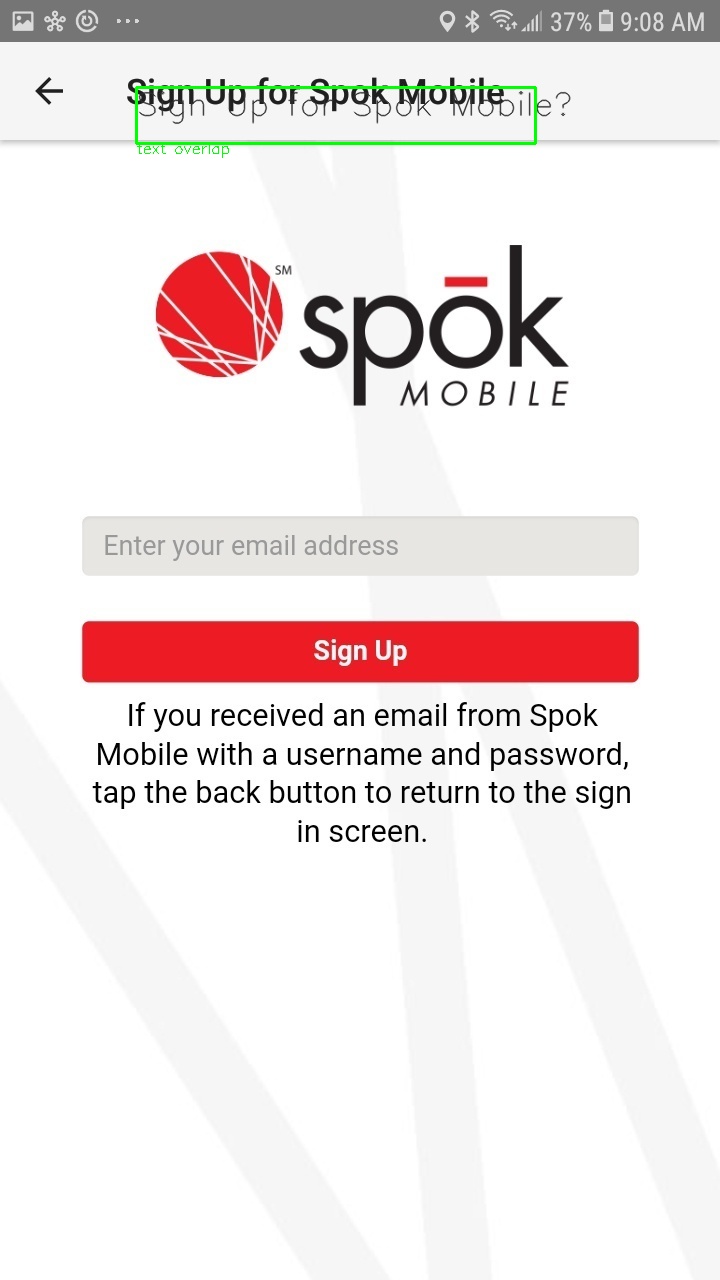 37% 9:08 AM
Sign Up for Spok Mobile
Sign Up for Spok Mobile?
text overlap
SM
spōk
MOBILE
Enter your email address
Sign Up
If you received an email from Spok
Mobile with a username and password,
tap the back button to return to the sign
in screen.